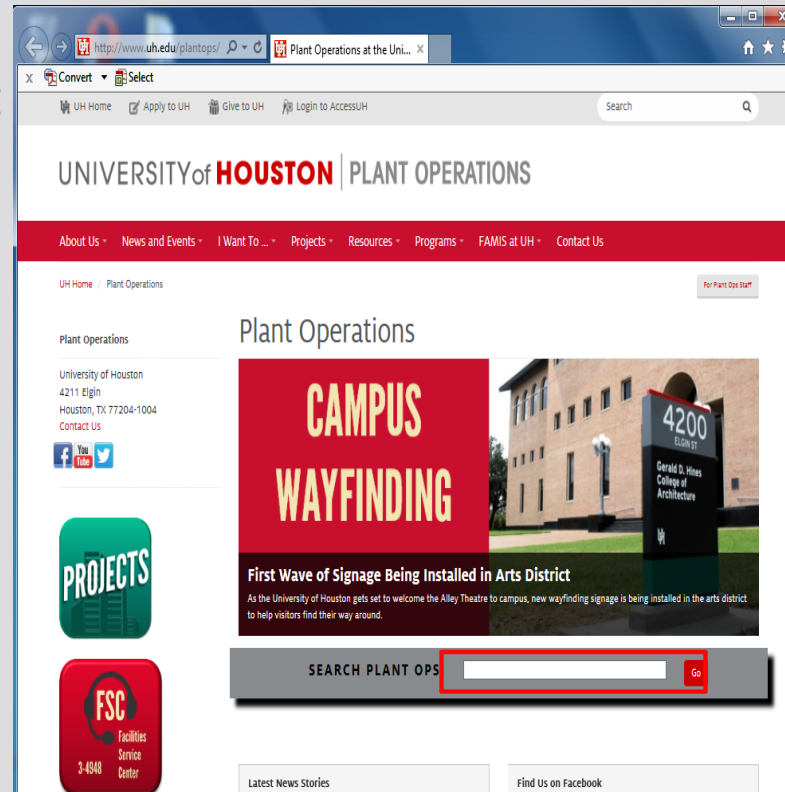 http://www.uh.edu/plantops/
Plant Operations at the Uni...
x Convert Select
UH Home Apply to UH Give to UH Login to AccessUH Search
UNIVERSITY of HOUSTON | PLANT OPERATIONS
About Us News and Events I Want To ... Projects Resources Programs FAMIS at UH Contact Us
UH Home / Plant Operations
For Plant Ops Staff
Plant Operations
University of Houston
4211 Elgin
Houston, TX 77204-1004
Contact Us
f You Tube
PROJECTS
FSC
Facilities
Service
3-4948 Center
Plant Operations
CAMPUS
WAYFINDING
4200
ELGIN ST
Gerald D. Hines
College of
Architecture
First Wave of Signage Being Installed in Arts District
As the University of Houston gets set to welcome the Alley Theatre to campus, new wayfinding signage is being installed in the arts district
to help visitors find their way around.
SEARCH PLANT OPS Go
Latest News Stories
Find Us on Facebook